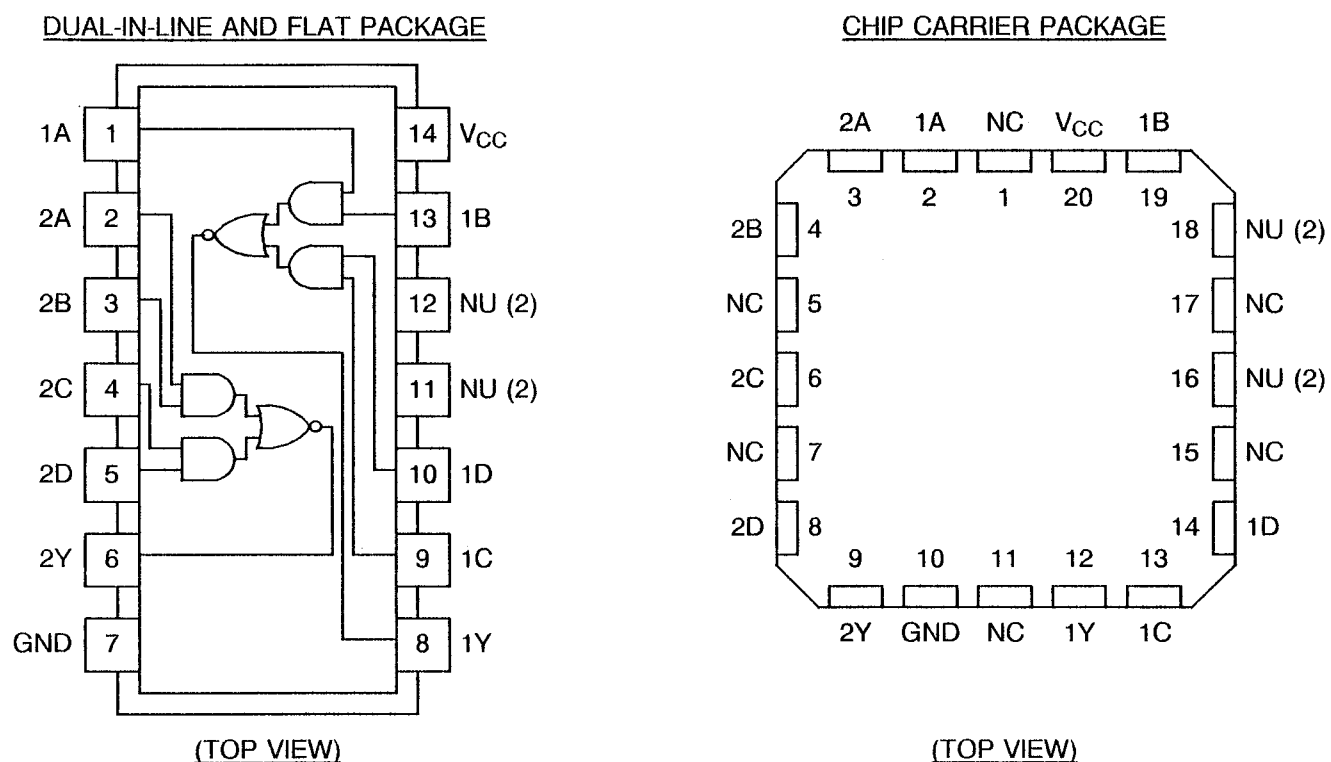 DUAL-IN-LINE AND FLAT PACKAGE
1A 1 14 VCC
2A 2 13 1B
2B 3 12 NU (2)
2C 4 11 NU (2)
2D 5 10 1D
2Y 6 9 1C
GND 7 8 1Y
(TOP VIEW)
CHIP CARRIER PACKAGE
2A 1A NC VCC 1B
3 2 1 20 19
2B 4 18 NU (2)
NC 5 17 NC
2C 6 16 NU (2)
NC 7 15 NC
2D 8 14 1D
9 10 11 12 13
2Y GND NC 1Y 1C
(TOP VIEW)